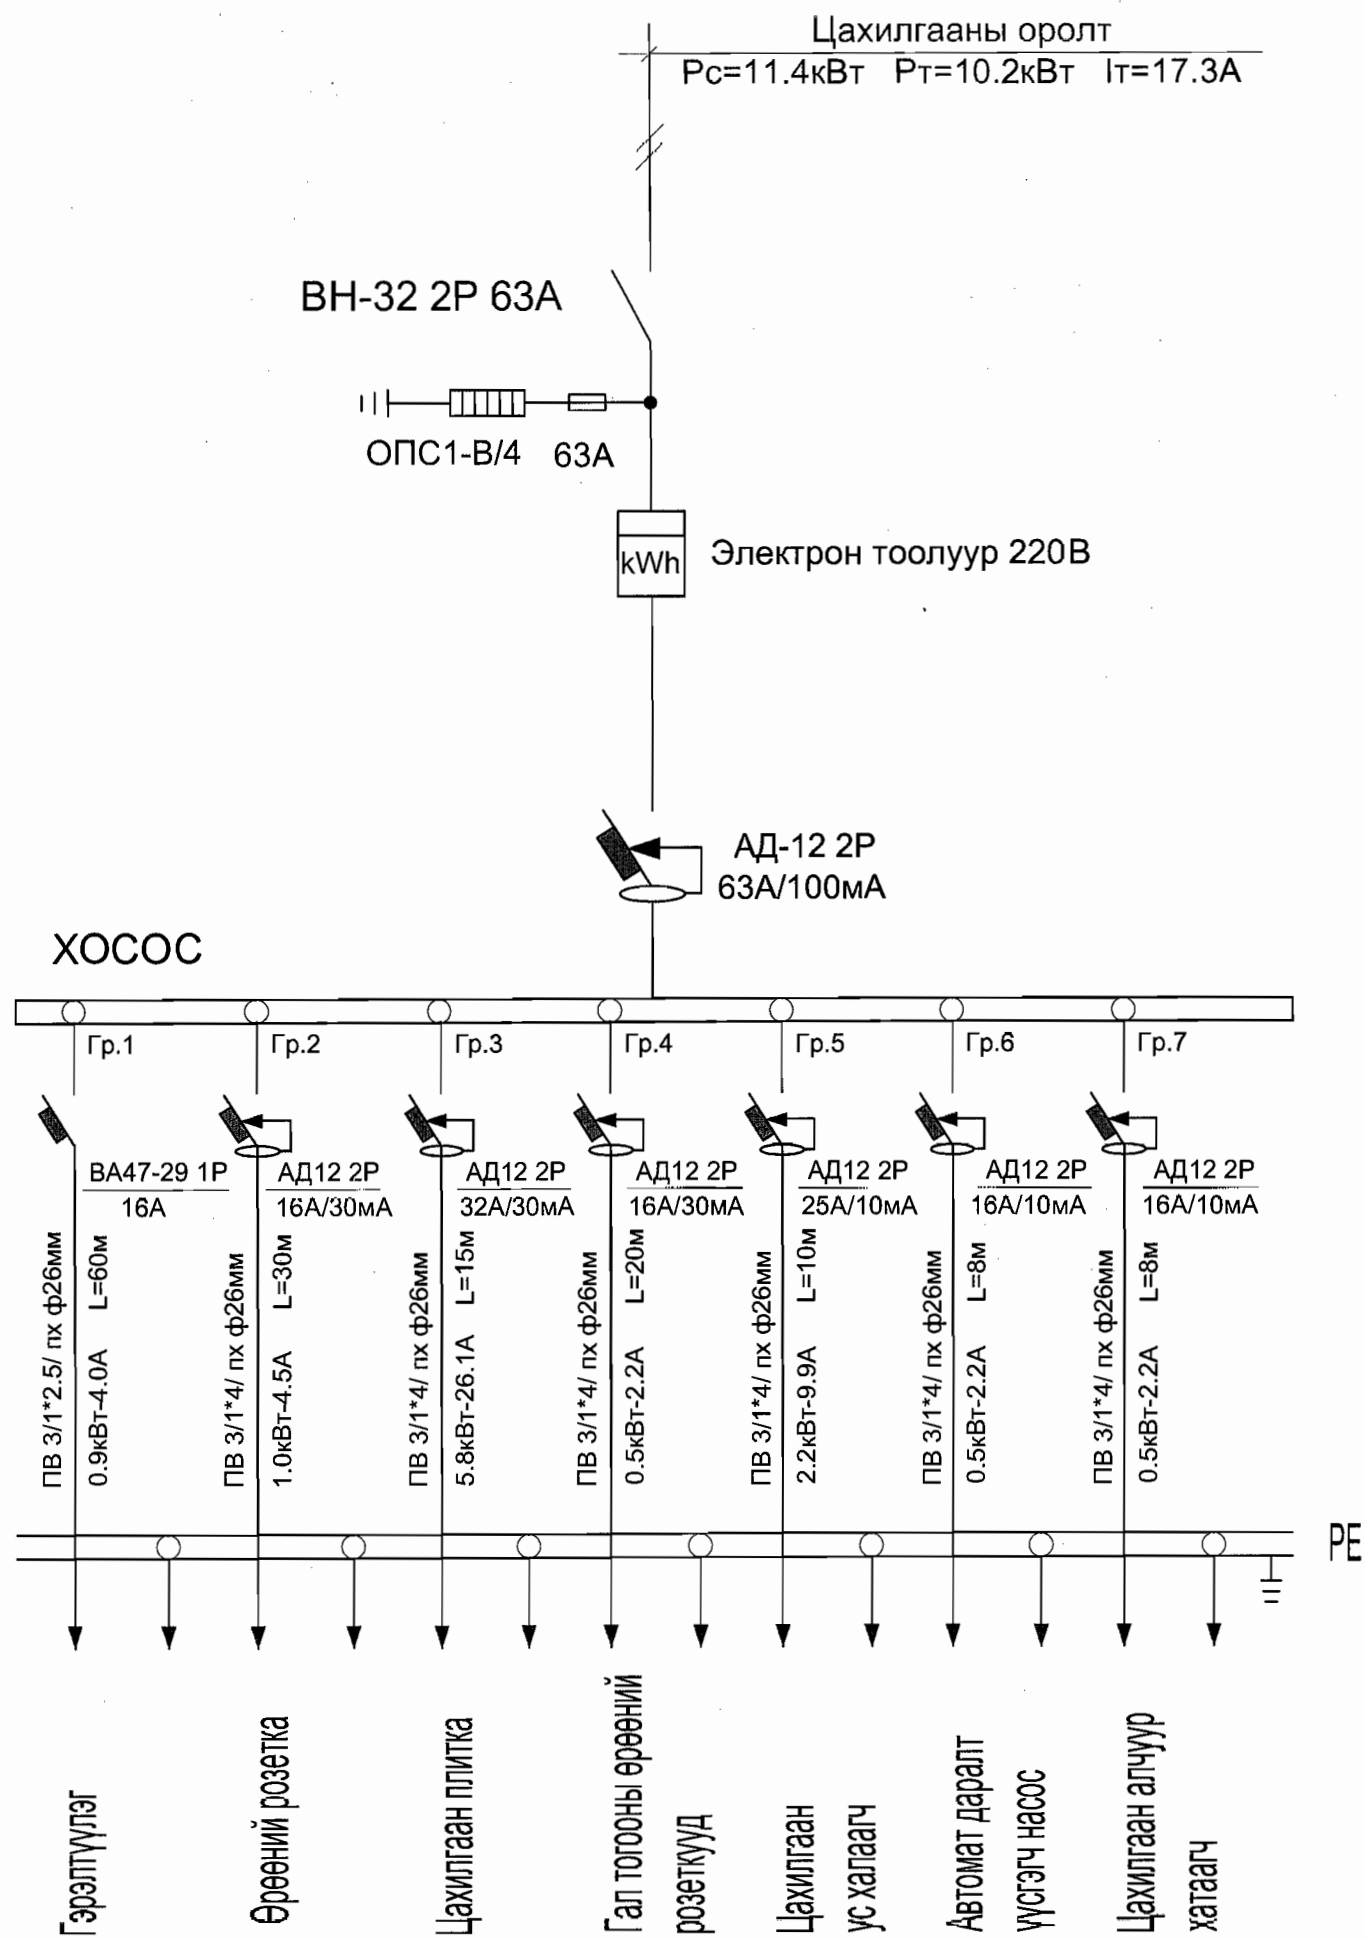 Цахилгааны оролт
Рс=11.4кВт Рт=10.2кВт Iт=17.3А
ВН-32 2Р 63А
ОПС1-В/4 63А
kWh
Электрон тоолуур 220В
АД-12 2Р
63А/100мА
ХОСОС
Гр.1 Гр.2 Гр.3 Гр.4 Гр.5 Гр.6 Гр.7
ВА47-29 1Р
16А
АД12 2Р
16А/30мА
АД12 2Р
32А/30мА
АД12 2Р
16А/30мА
АД12 2Р
25А/10мА
АД12 2Р
16А/10мА
АД12 2Р
16А/10мА
ПВ 3/1*2.5/ пх ф26мм
0.9кВт-4.0А L=60м
ПВ 3/1*4/ пх ф26мм
1.0кВт-4.5А L=30м
ПВ 3/1*4/ пх ф26мм
5.8кВт-26.1А L=15м
ПВ 3/1*4/ пх ф26мм
0.5кВт-2.2А L=20м
ПВ 3/1*4/ пх ф26мм
2.2кВт-9.9А L=10м
ПВ 3/1*4/ пх ф26мм
0.5кВт-2.2А L=8м
ПВ 3/1*4/ пх ф26мм
0.5кВт-2.2А L=8м
РЕ
Гэрэлтүүлэг
Өрөөний розетка
Цахилгаан плитка
Гал тогооны өрөөний
розеткууд
Цахилгаан
ус халаагч
Автомат даралт
үүсгэгч насос
Цахилгаан алчуур
хатаагч